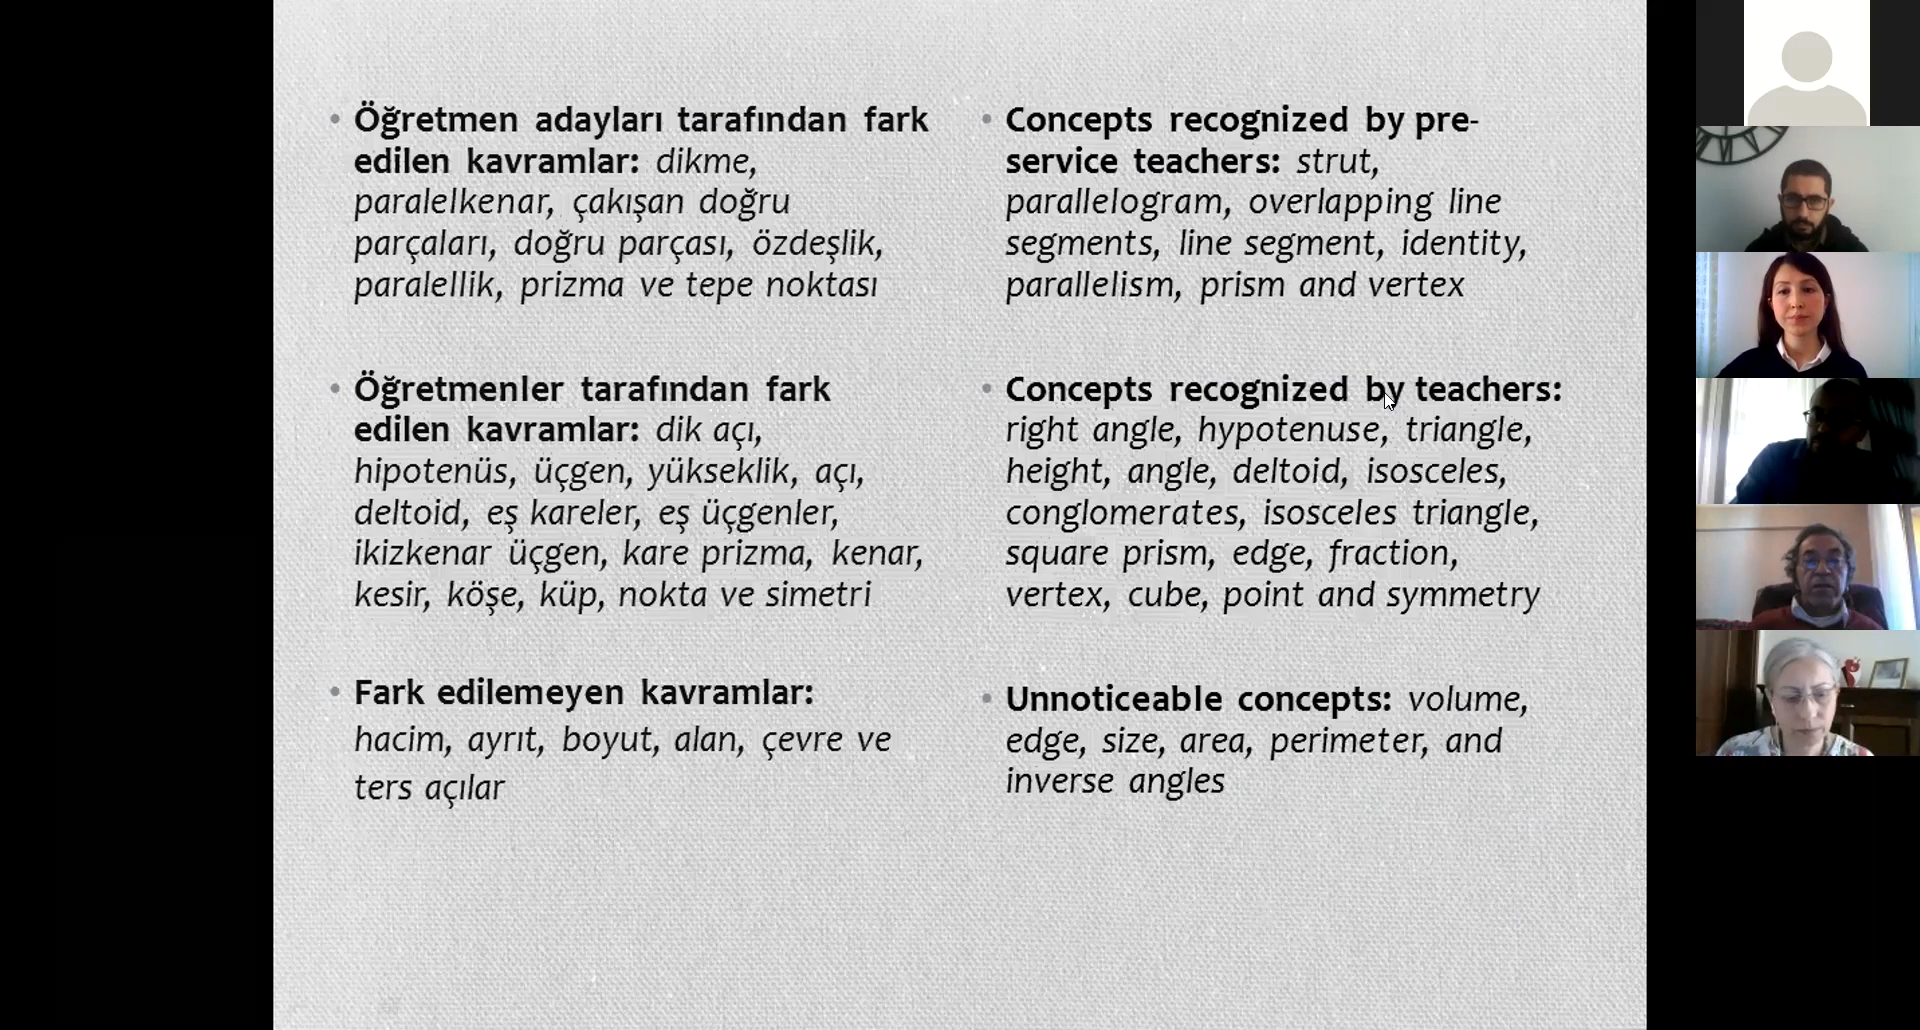 Öğretmen adayları tarafından fark
edilen kavramlar: dikme,
paralelkenar, çakışan doğru
parçaları, doğru parçası, özdeşlik,
paralellik, prizma ve tepe noktası
Öğretmenler tarafından fark
edilen kavramlar: dik açı,
hipotenüs, üçgen, yükseklik, açı,
deltoid, eş kareler, eş üçgenler,
ikizkenar üçgen, kare prizma, kenar,
kesir, köşe, küp, nokta ve simetri
Fark edilemeyen kavramlar:
hacim, ayrıt, boyut, alan, çevre ve
ters açılar
Concepts recognized by pre-
service teachers: strut,
parallelogram, overlapping line
segments, line segment, identity,
parallelism, prism and vertex
Concepts recognized by teachers:
right angle, hypotenuse, triangle,
height, angle, deltoid, isosceles,
conglomerates, isosceles triangle,
square prism, edge, fraction,
vertex, cube, point and symmetry
Unnoticeable concepts: volume,
edge, size, area, perimeter, and
inverse angles